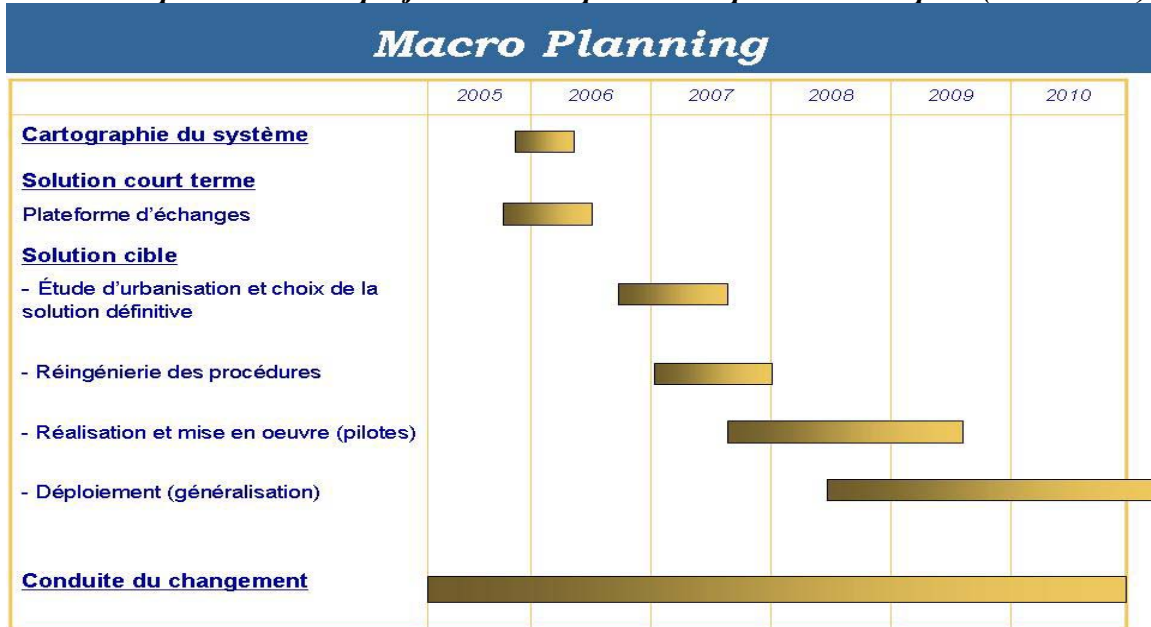 Macro Planning
2005 2006 2007 2008 2009 2010
Cartographie du système
Solution court terme
Plateforme d'échanges
Solution cible
- Étude d'urbanisation et choix de la
solution définitive
- Réingénierie des procédures
- Réalisation et mise en oeuvre (pilotes)
- Déploiement (généralisation)
Conduite du changement